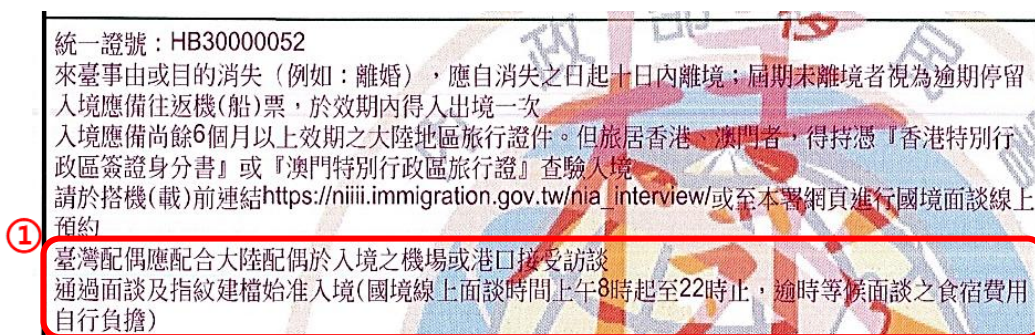 統一證號：HB30000052
來臺事由或目的消失（例如：離婚），應自消失之日起十日內離境；屆期未離境者視為逾期停留
入境應備往返機(船)票，於效期內得入出境一次
入境應備尚餘6個月以上效期之大陸地區旅行證件。但旅居香港、澳門者，得持憑『香港特別行
政區簽證身分書』或『澳門特別行政區旅行證』查驗入境
請於搭機(載)前連結https://niiii.immigration.gov.tw/nia_interview/或至本署網頁進行國境面談線上
預約
①
臺灣配偶應配合大陸配偶於入境之機場或港口接受訪談
通過面談及指紋建檔始准入境(國境線上面談時間上午8時起至22時止，逾時等候面談之食宿費用
自行負擔)